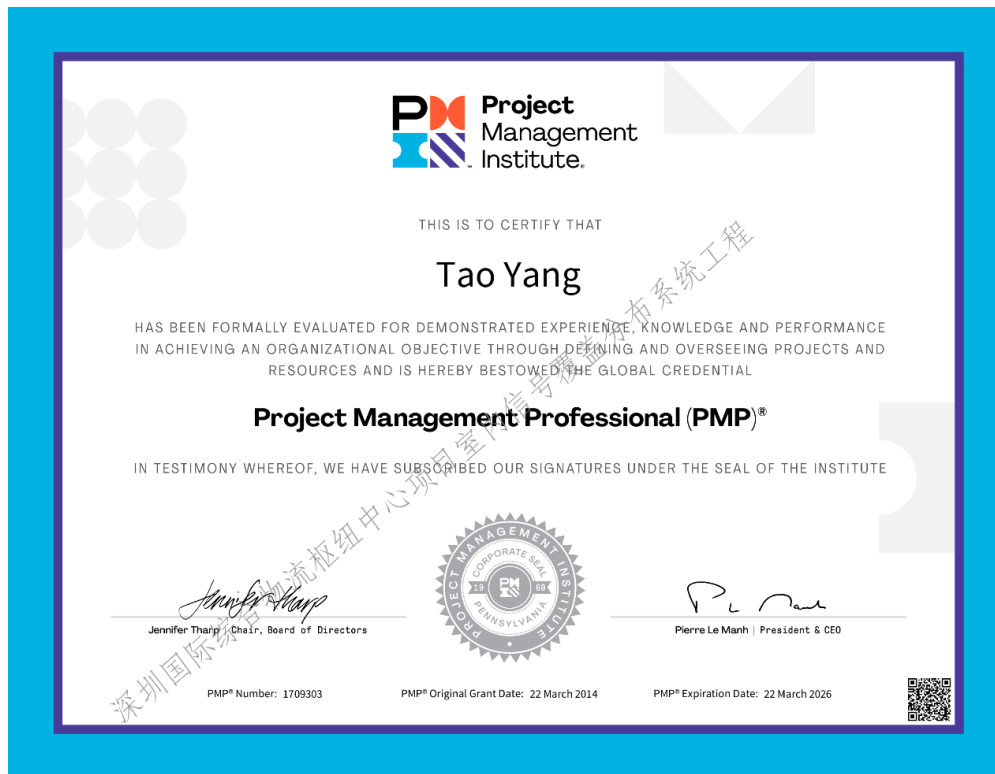 PM
Project
Management
Institute.
THIS IS TO CERTIFY THAT
Tao Yang
HAS BEEN FORMALLY EVALUATED FOR DEMONSTRATED EXPERIENCE, KNOWLEDGE AND PERFORMANCE
IN ACHIEVING AN ORGANIZATIONAL OBJECTIVE THROUGH DEFINING AND OVERSEEING PROJECTS AND
RESOURCES AND IS HEREBY BESTOWED THE GLOBAL CREDENTIAL
Project Management Professional (PMP)®
IN TESTIMONY WHEREOF, WE HAVE SUBSCRIBED OUR SIGNATURES UNDER THE SEAL OF THE INSTITUTE
深圳国际综合物流枢纽中心项目室内信号覆盖分布系统工程
PROJECT MANAGEMENT INSTITUTE
CORPORATE SEAL
19 PM 69
PENNSYLVANIA
Jennifer Tharp
Jennifer Tharp | Chair, Board of Directors
Pierre Le Manh | President & CEO
PMP® Number: 1709303
PMP® Original Grant Date: 22 March 2014
PMP® Expiration Date: 22 March 2026